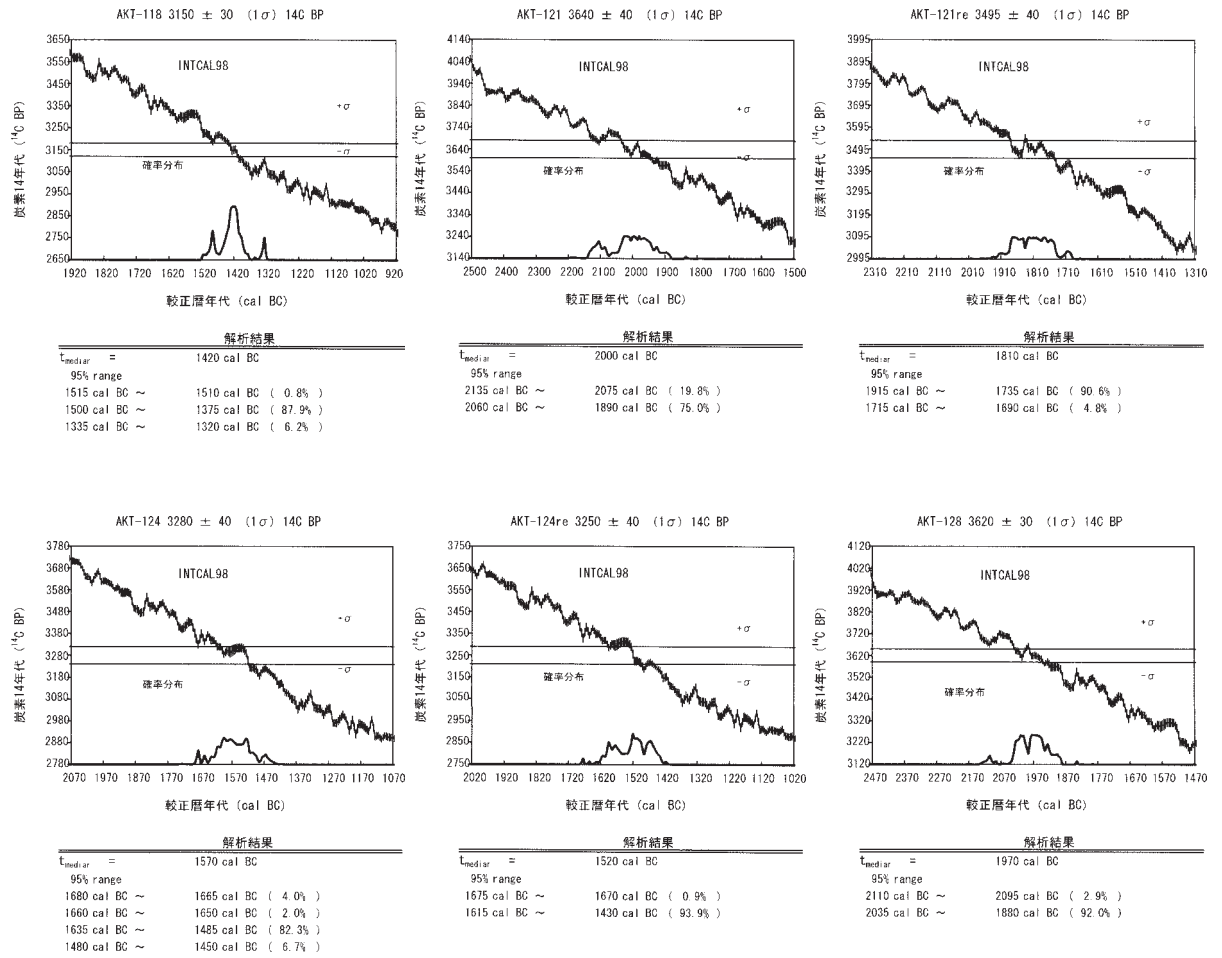 AKT-118 3150 ± 30 (1σ) 14C BP
炭素14年代 (¹⁴C BP)
3650
3550
3450
3350
3250
3150
3050
2950
2850
2750
2650
INTCAL98
+σ
-σ
確率分布
1920 1820 1720 1620 1520 1420 1320 1220 1120 1020 920
較正暦年代 (cal BC)
解析結果
tmediar = 1420 cal BC
95% range
1515 cal BC ~ 1510 cal BC ( 0.8% )
1500 cal BC ~ 1375 cal BC ( 87.9% )
1335 cal BC ~ 1320 cal BC ( 6.2% )
AKT-121 3640 ± 40 (1σ) 14C BP
炭素14年代 (¹⁴C BP)
4140
4040
3940
3840
3740
3640
3540
3440
3340
3240
3140
INTCAL98
+σ
-σ
確率分布
2500 2400 2300 2200 2100 2000 1900 1800 1700 1600 1500
較正暦年代 (cal BC)
解析結果
tmediar = 2000 cal BC
95% range
2135 cal BC ~ 2075 cal BC ( 19.8% )
2060 cal BC ~ 1890 cal BC ( 75.0% )
AKT-121re 3495 ± 40 (1σ) 14C BP
炭素14年代 (¹⁴C BP)
3995
3895
3795
3695
3595
3495
3395
3295
3195
3095
2995
INTCAL98
+σ
-σ
確率分布
2310 2210 2110 2010 1910 1810 1710 1610 1510 1410 1310
較正暦年代 (cal BC)
解析結果
tmediar = 1810 cal BC
95% range
1915 cal BC ~ 1735 cal BC ( 90.6% )
1715 cal BC ~ 1690 cal BC ( 4.8% )
AKT-124 3280 ± 40 (1σ) 14C BP
炭素14年代 (¹⁴C BP)
3780
3680
3580
3480
3380
3280
3180
3080
2980
2880
2780
INTCAL98
+σ
-σ
確率分布
2070 1970 1870 1770 1670 1570 1470 1370 1270 1170 1070
較正暦年代 (cal BC)
解析結果
tmediar = 1570 cal BC
95% range
1680 cal BC ~ 1665 cal BC ( 4.0% )
1660 cal BC ~ 1650 cal BC ( 2.0% )
1635 cal BC ~ 1485 cal BC ( 82.3% )
1480 cal BC ~ 1450 cal BC ( 6.7% )
AKT-124re 3250 ± 40 (1σ) 14C BP
炭素14年代 (¹⁴C BP)
3750
3650
3550
3450
3350
3250
3150
3050
2950
2850
2750
INTCAL98
+σ
-σ
確率分布
2020 1920 1820 1720 1620 1520 1420 1320 1220 1120 1020
較正暦年代 (cal BC)
解析結果
tmediar = 1520 cal BC
95% range
1675 cal BC ~ 1670 cal BC ( 0.9% )
1615 cal BC ~ 1430 cal BC ( 93.9% )
AKT-128 3620 ± 30 (1σ) 14C BP
炭素14年代 (¹⁴C BP)
4120
4020
3920
3820
3720
3620
3520
3420
3320
3220
3120
INTCAL98
+σ
-σ
確率分布
2470 2370 2270 2170 2070 1970 1870 1770 1670 1570 1470
較正暦年代 (cal BC)
解析結果
tmediar = 1970 cal BC
95% range
2110 cal BC ~ 2095 cal BC ( 2.9% )
2035 cal BC ~ 1880 cal BC ( 92.0% )